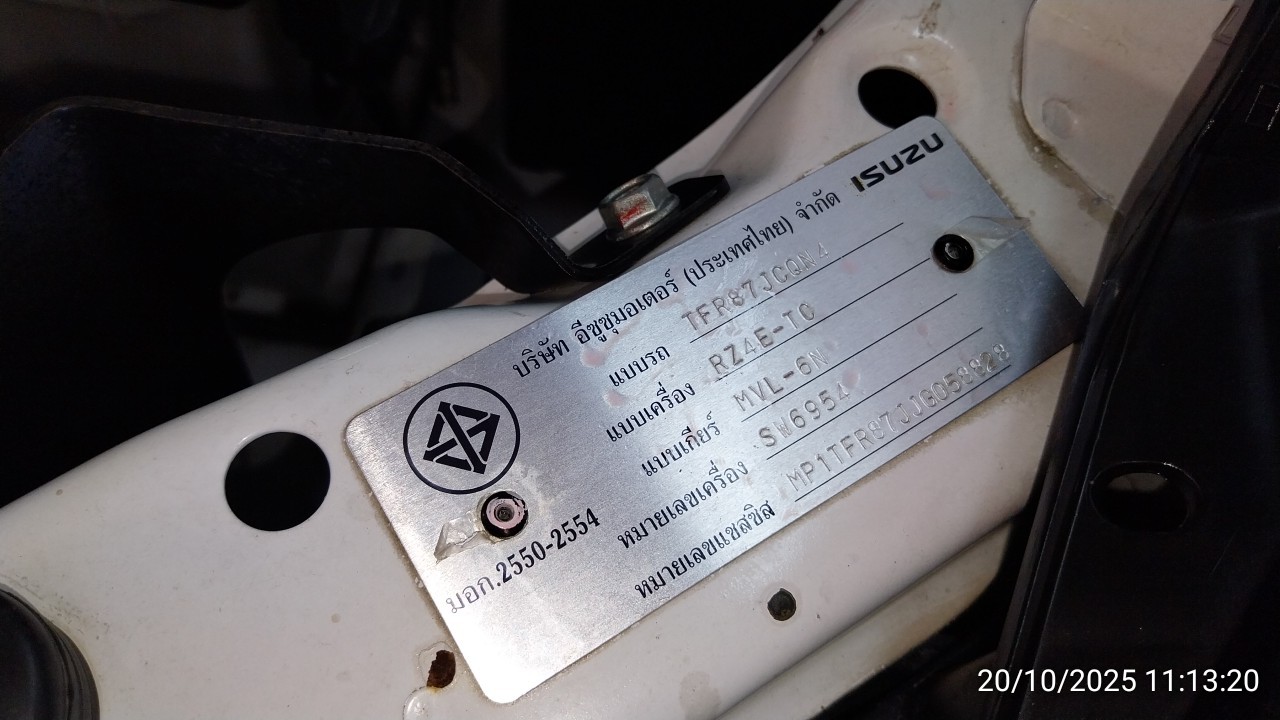 ISUZU
บริษัท อีซูซุมอเตอร์ (ประเทศไทย) จำกัด
แบบรถ TFR87JCQN4
แบบเครื่อง RZ4E-TC
แบบเกียร์ MVL-6N
หมายเลขเครื่อง SW6954
หมายเลขแชสซิส
มอก.2550-2554
20/10/2025 11:13:20